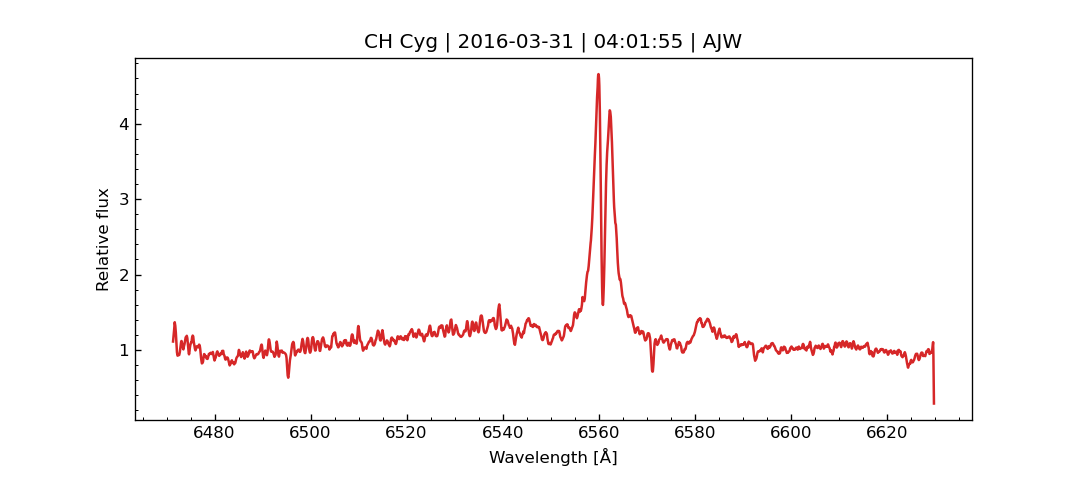 CH Cyg | 2016-03-31 | 04:01:55 | AJW
Relative flux
4
3
2
1
6480 6500 6520 6540 6560 6580 6600 6620
Wavelength [Å]